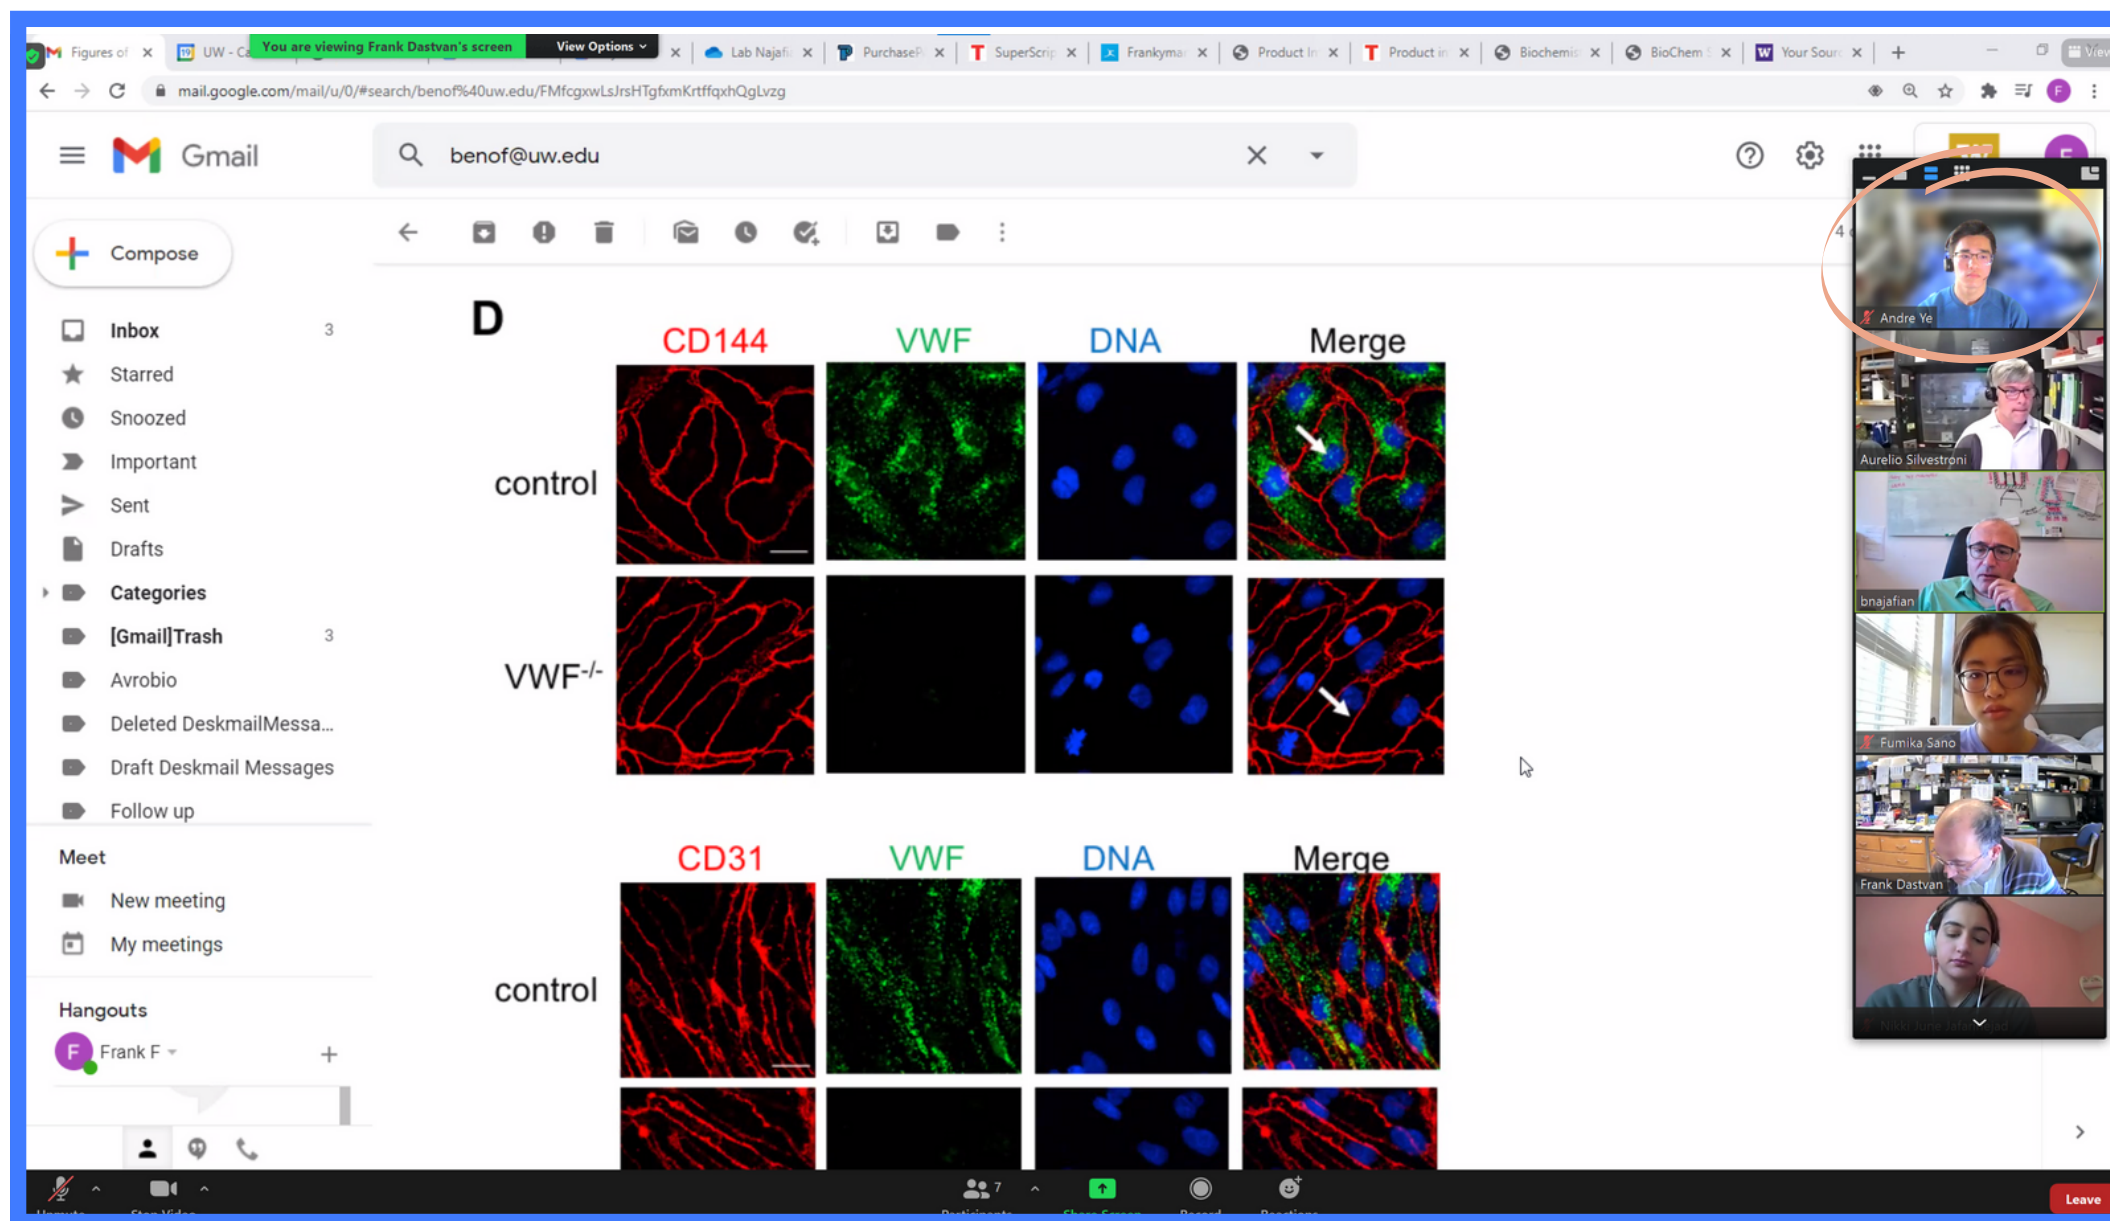 Figures of
UW - Ca
You are viewing Frank Dastvan's screen
View Options
Lab Najafi
PurchaseP
SuperScrip
Frankymar
Product In
Product in
Biochemis
BioChem S
Your Sour
View
mail.google.com/mail/u/0/#search/benof%40uw.edu/FMfcgxwLsJrsHTgfxmKrtffqxhQgLvzg
Gmail
benof@uw.edu
Compose
Inbox 3
Starred
Snoozed
Important
Sent
Drafts
Categories
[Gmail]Trash 3
Avrobio
Deleted DeskmailMessa...
Draft Deskmail Messages
Follow up
Meet
New meeting
My meetings
Hangouts
F Frank F
D
CD144 VWF DNA Merge
control
VWF-/-
CD31 VWF DNA Merge
control
Andre Ye
Aurelio Silvestroni
bnajafian
Fumika Sano
Frank Dastvan
7
Leave